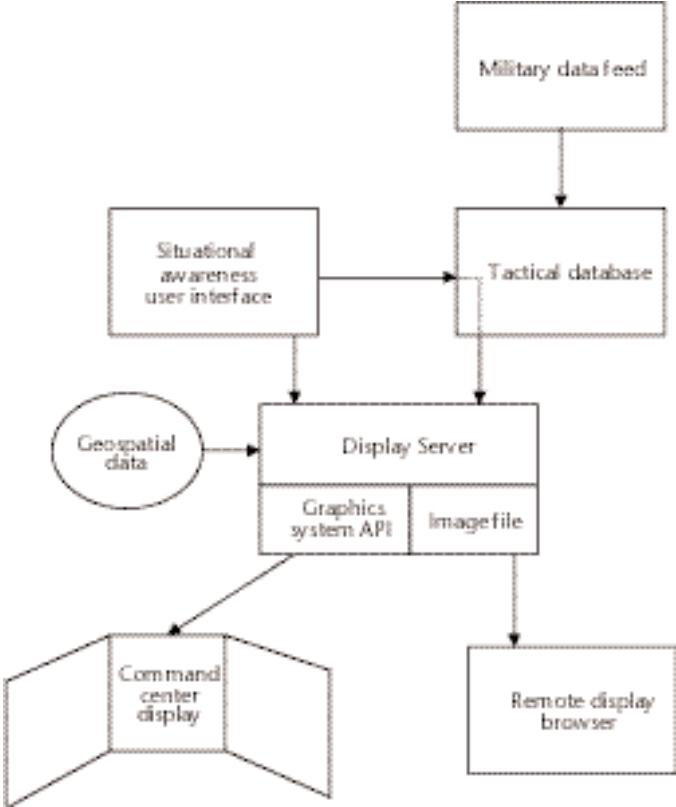 Military data feed
Situational
awareness
user interface
Tactical database
Geospatial
data
Display Server
Graphics
system API
Image file
Command
center
display
Remote display
browser